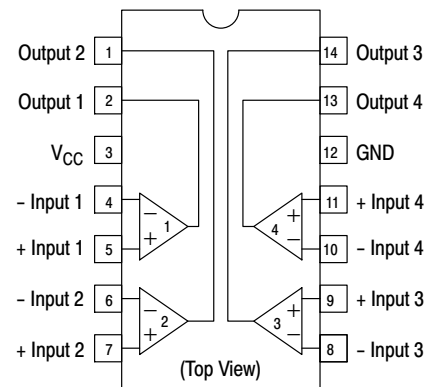 Output 2 1 14 Output 3
Output 1 2 13 Output 4
VCC 3 12 GND
– Input 1 4 – 1 + 11 + Input 4
+ Input 1 5 + 4 – 10 – Input 4
– Input 2 6 – 2 + 9 + Input 3
+ Input 2 7 + 3 – 8 – Input 3
(Top View)